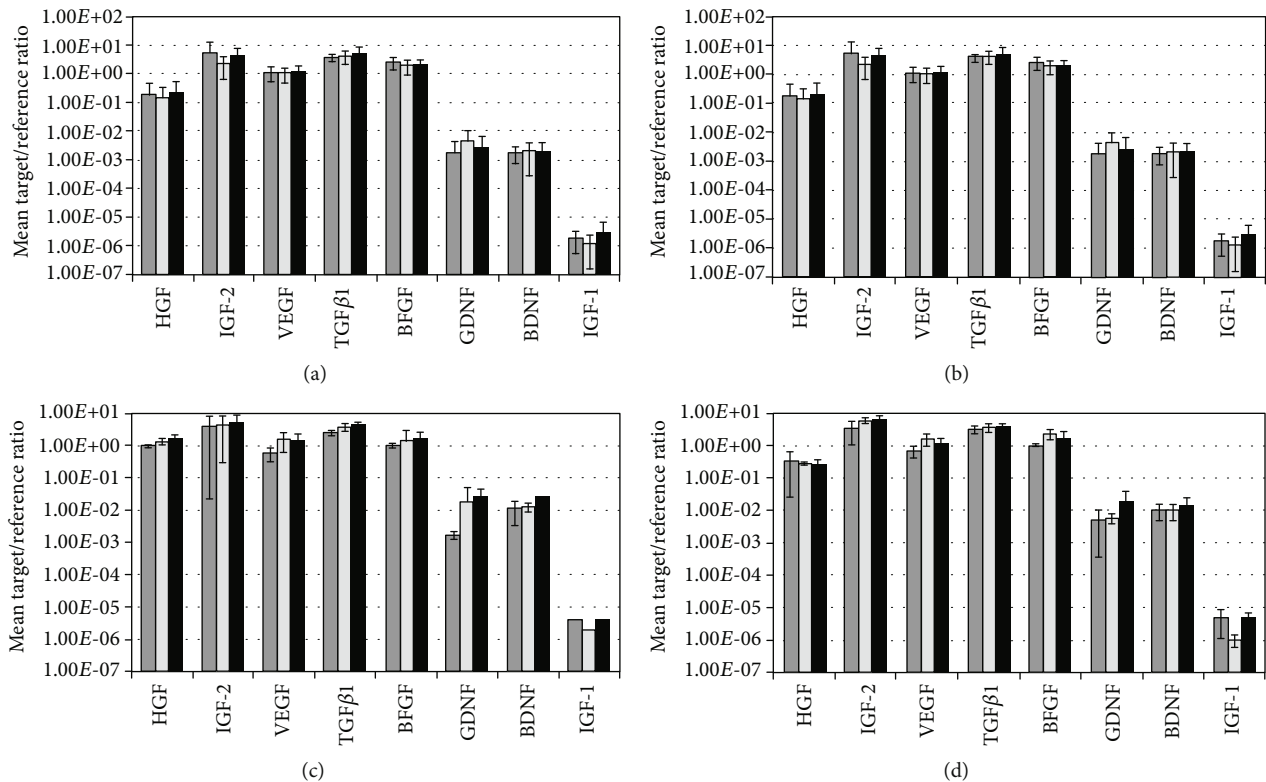 Mean target/reference ratio
1.00E+02
1.00E+01
1.00E+00
1.00E-01
1.00E-02
1.00E-03
1.00E-04
1.00E-05
1.00E-06
1.00E-07
HGF
IGF-2
VEGF
TGFβ1
BFGF
GDNF
BDNF
IGF-1
(a)
Mean target/reference ratio
1.00E+02
1.00E+01
1.00E+00
1.00E-01
1.00E-02
1.00E-03
1.00E-04
1.00E-05
1.00E-06
1.00E-07
HGF
IGF-2
VEGF
TGFβ1
BFGF
GDNF
BDNF
IGF-1
(b)
Mean target/reference ratio
1.00E+01
1.00E+00
1.00E-01
1.00E-02
1.00E-03
1.00E-04
1.00E-05
1.00E-06
1.00E-07
HGF
IGF-2
VEGF
TGFβ1
BFGF
GDNF
BDNF
IGF-1
(c)
Mean target/reference ratio
1.00E+01
1.00E+00
1.00E-01
1.00E-02
1.00E-03
1.00E-04
1.00E-05
1.00E-06
1.00E-07
HGF
IGF-2
VEGF
TGFβ1
BFGF
GDNF
BDNF
IGF-1
(d)